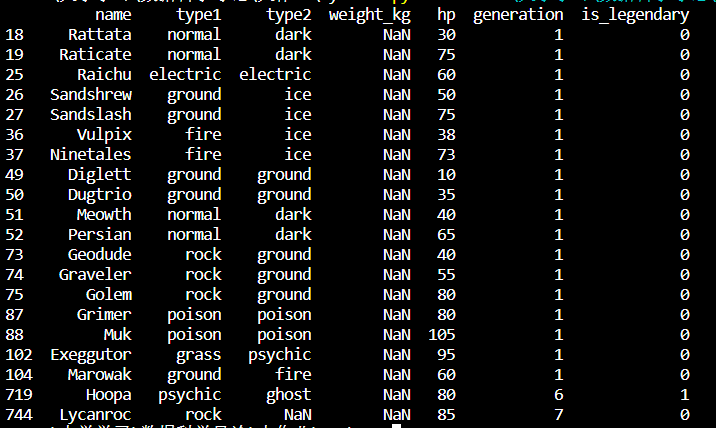 name type1 type2 weight_kg hp generation is_legendary
18 Rattata normal dark NaN 30 1 0
19 Raticate normal dark NaN 75 1 0
25 Raichu electric electric NaN 60 1 0
26 Sandshrew ground ice NaN 50 1 0
27 Sandslash ground ice NaN 75 1 0
36 Vulpix fire ice NaN 38 1 0
37 Ninetales fire ice NaN 73 1 0
49 Diglett ground ground NaN 10 1 0
50 Dugtrio ground ground NaN 35 1 0
51 Meowth normal dark NaN 40 1 0
52 Persian normal dark NaN 65 1 0
73 Geodude rock ground NaN 40 1 0
74 Graveler rock ground NaN 55 1 0
75 Golem rock ground NaN 80 1 0
87 Grimer poison poison NaN 80 1 0
88 Muk poison poison NaN 105 1 0
102 Exeggutor grass psychic NaN 95 1 0
104 Marowak ground fire NaN 60 1 0
719 Hoopa psychic ghost NaN 80 6 1
744 Lycanroc rock NaN NaN 85 7 0